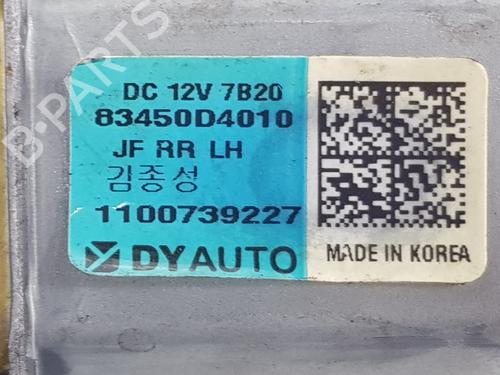 B-PARTS
DC 12V 7B20
83450D4010
JF RR LH
김종성
1100739227
DYAUTO
MADE IN KOREA